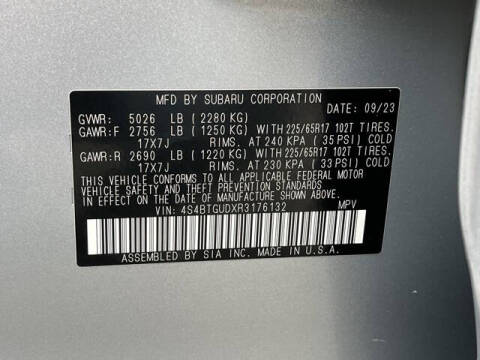 MFD BY SUBARU CORPORATION
DATE: 09/23
GVWR: 5026 LB (2280 KG)
GAWR:F 2756 LB (1250 KG) WITH 225/65R17 102T TIRES.
17X7J RIMS. AT 240 KPA (35 PSI) COLD
GAWR:R 2690 LB (1220 KG) WITH 225/65R17 102T TIRES.
17X7J RIMS. AT 230 KPA (33 PSI) COLD
THIS VEHICLE CONFORMS TO ALL APPLICABLE FEDERAL MOTOR
VEHICLE SAFETY AND THEFT PREVENTION STANDARDS
IN EFFECT ON THE DATE OF MANUFACTURE SHOWN ABOVE.
VIN: 4S4BTGUDXR3176132 MPV
ASSEMBLED BY SIA INC. MADE IN U.S.A.